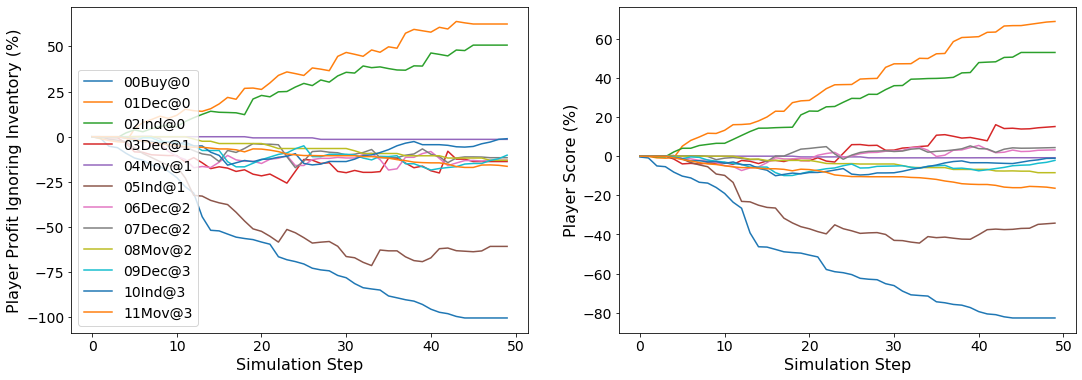 Player Profit Ignoring Inventory (%)
50
25
0
−25
−50
−75
−100
00Buy@0
01Dec@0
02Ind@0
03Dec@1
04Mov@1
05Ind@1
06Dec@2
07Dec@2
08Mov@2
09Dec@3
10Ind@3
11Mov@3
0 10 20 30 40 50
Simulation Step
Player Score (%)
60
40
20
0
−20
−40
−60
−80
0 10 20 30 40 50
Simulation Step